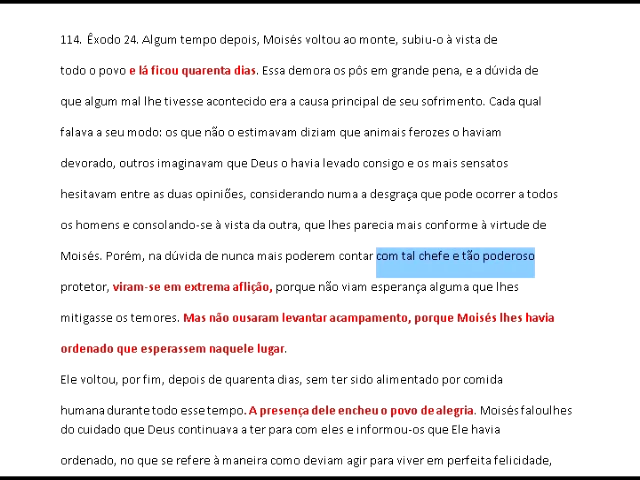 114. Êxodo 24. Algum tempo depois, Moisés voltou ao monte, subiu-o à vista de
todo o povo e lá ficou quarenta dias. Essa demora os pôs em grande pena, e a dúvida de
que algum mal lhe tivesse acontecido era a causa principal de seu sofrimento. Cada qual
falava a seu modo: os que não o estimavam diziam que animais ferozes o haviam
devorado, outros imaginavam que Deus o havia levado consigo e os mais sensatos
hesitavam entre as duas opiniões, considerando numa a desgraça que pode ocorrer a todos
os homens e consolando-se à vista da outra, que lhes parecia mais conforme à virtude de
Moisés. Porém, na dúvida de nunca mais poderem contar com tal chefe e tão poderoso
protetor, viram-se em extrema aflição, porque não viam esperança alguma que lhes
mitigasse os temores. Mas não ousaram levantar acampamento, porque Moisés lhes havia
ordenado que esperassem naquele lugar.
Ele voltou, por fim, depois de quarenta dias, sem ter sido alimentado por comida
humana durante todo esse tempo. A presença dele encheu o povo de alegria. Moisés faloulhes
do cuidado que Deus continuava a ter para com eles e informou-os que Ele havia
ordenado, no que se refere à maneira como deviam agir para viver em perfeita felicidade,